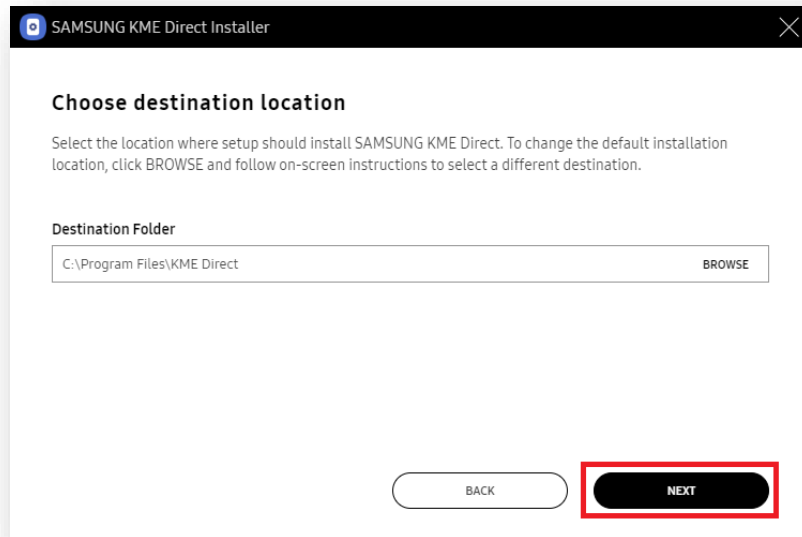 SAMSUNG KME Direct Installer
Choose destination location
Select the location where setup should install SAMSUNG KME Direct. To change the default installation
location, click BROWSE and follow on-screen instructions to select a different destination.
Destination Folder
C:\Program Files\KME Direct BROWSE
BACK NEXT